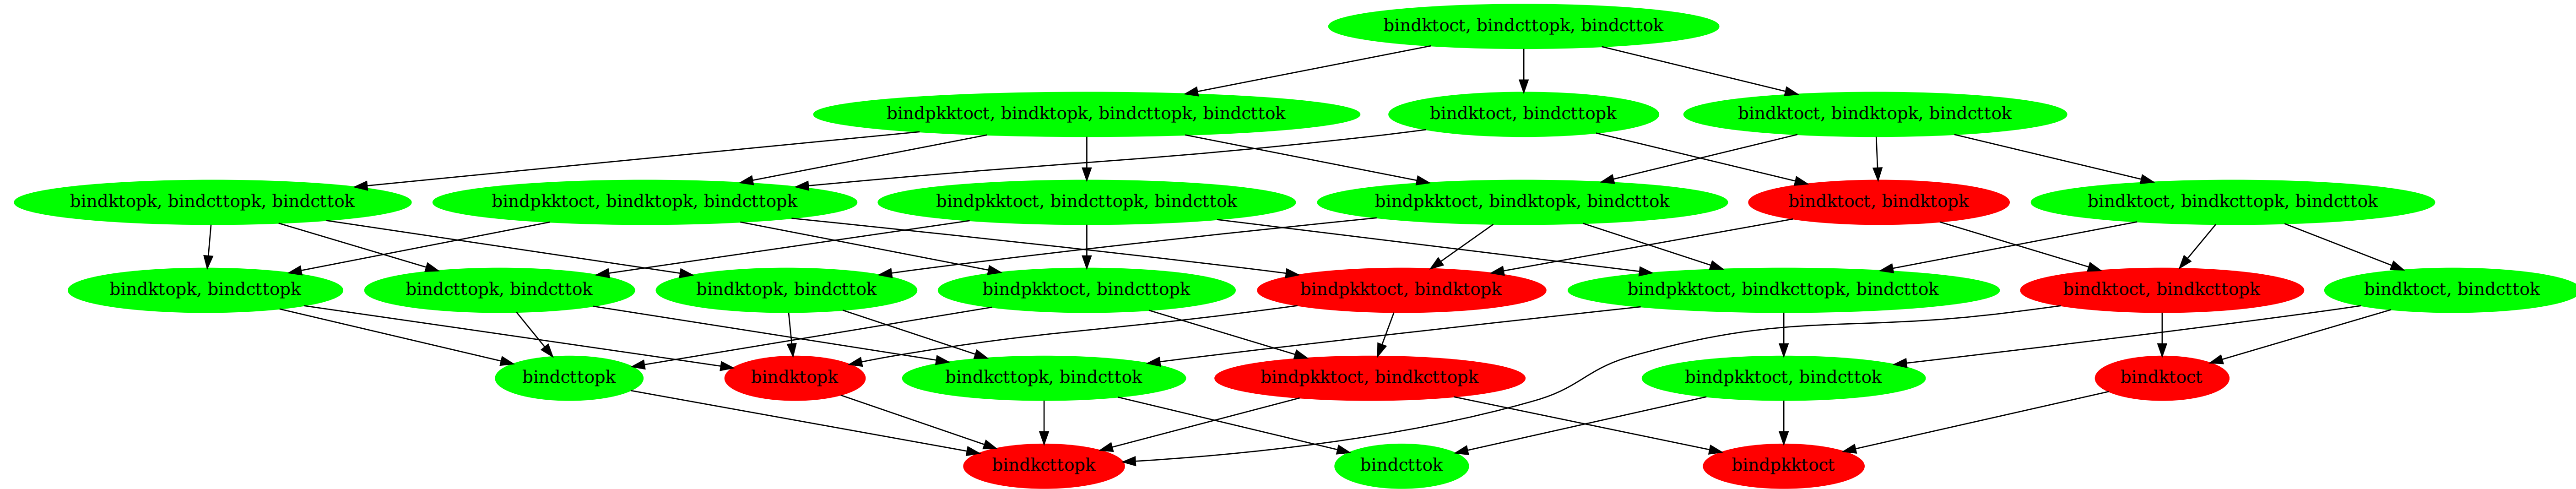 bindktoct, bindcttopk, bindcttok
bindpkktoct, bindktopk, bindcttopk, bindcttok
bindktoct, bindcttopk
bindktoct, bindktopk, bindcttok
bindktopk, bindcttopk, bindcttok
bindpkktoct, bindktopk, bindcttopk
bindpkktoct, bindcttopk, bindcttok
bindpkktoct, bindktopk, bindcttok
bindktoct, bindktopk
bindktoct, bindkcttopk, bindcttok
bindktopk, bindcttopk
bindcttopk, bindcttok
bindktopk, bindcttok
bindpkktoct, bindcttopk
bindpkktoct, bindktopk
bindpkktoct, bindkcttopk, bindcttok
bindktoct, bindkcttopk
bindktoct, bindcttok
bindcttopk
bindktopk
bindkcttopk, bindcttok
bindpkktoct, bindkcttopk
bindpkktoct, bindcttok
bindktoct
bindkcttopk
bindcttok
bindpkktoct